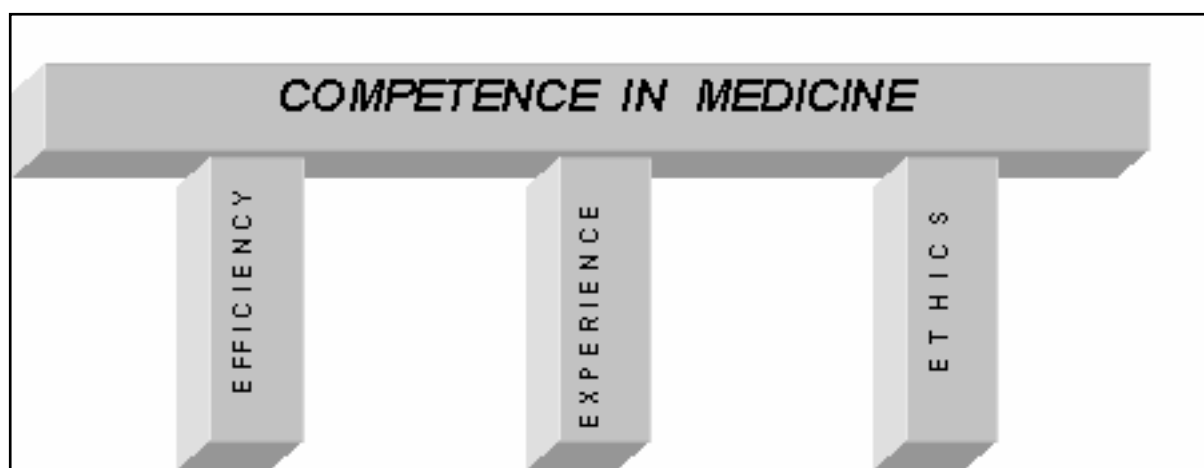 COMPETENCE IN MEDICINE
EFFICIENCY
EXPERIENCE
ETHICS